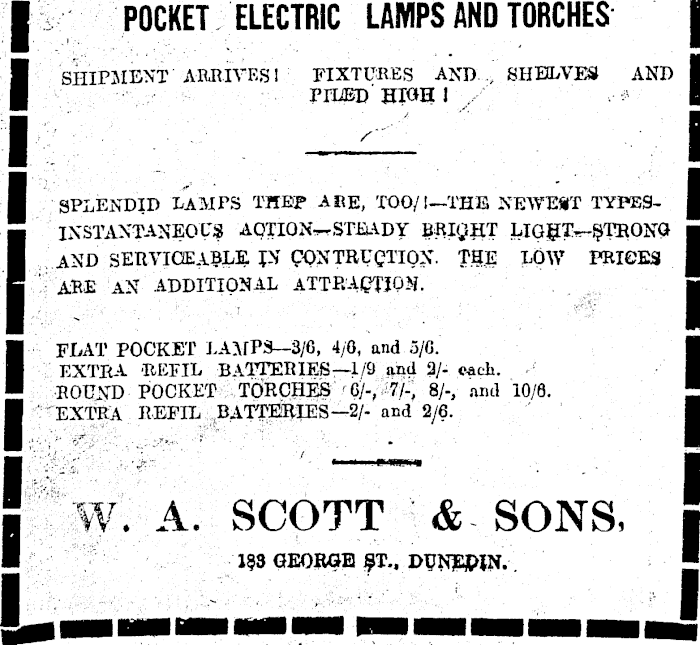 POCKET ELECTRIC LAMPS AND TORCHES
SHIPMENT ARRIVES! FIXTURES AND SHELVES AND
PILED HIGH!
SPLENDID LAMPS THEP ARE, TOO/!—THE NEWEST TYPES-
INSTANTANEOUS ACTION—STEADY BRIGHT LIGHT—STRONG
AND SERVICEABLE IN CONTRUCTION. THE LOW PRICES
ARE AN ADDITIONAL ATTRACTION.
FLAT POCKET LAMPS—3/6, 4/6, and 5/6.
EXTRA REFIL BATTERIES—1/9 and 2/- each.
ROUND POCKET TORCHES 6/-, 7/-, 8/-, and 10/6.
EXTRA REFIL BATTERIES—2/- and 2/6.
W. A. SCOTT & SONS,
183 GEORGE ST., DUNEDIN.